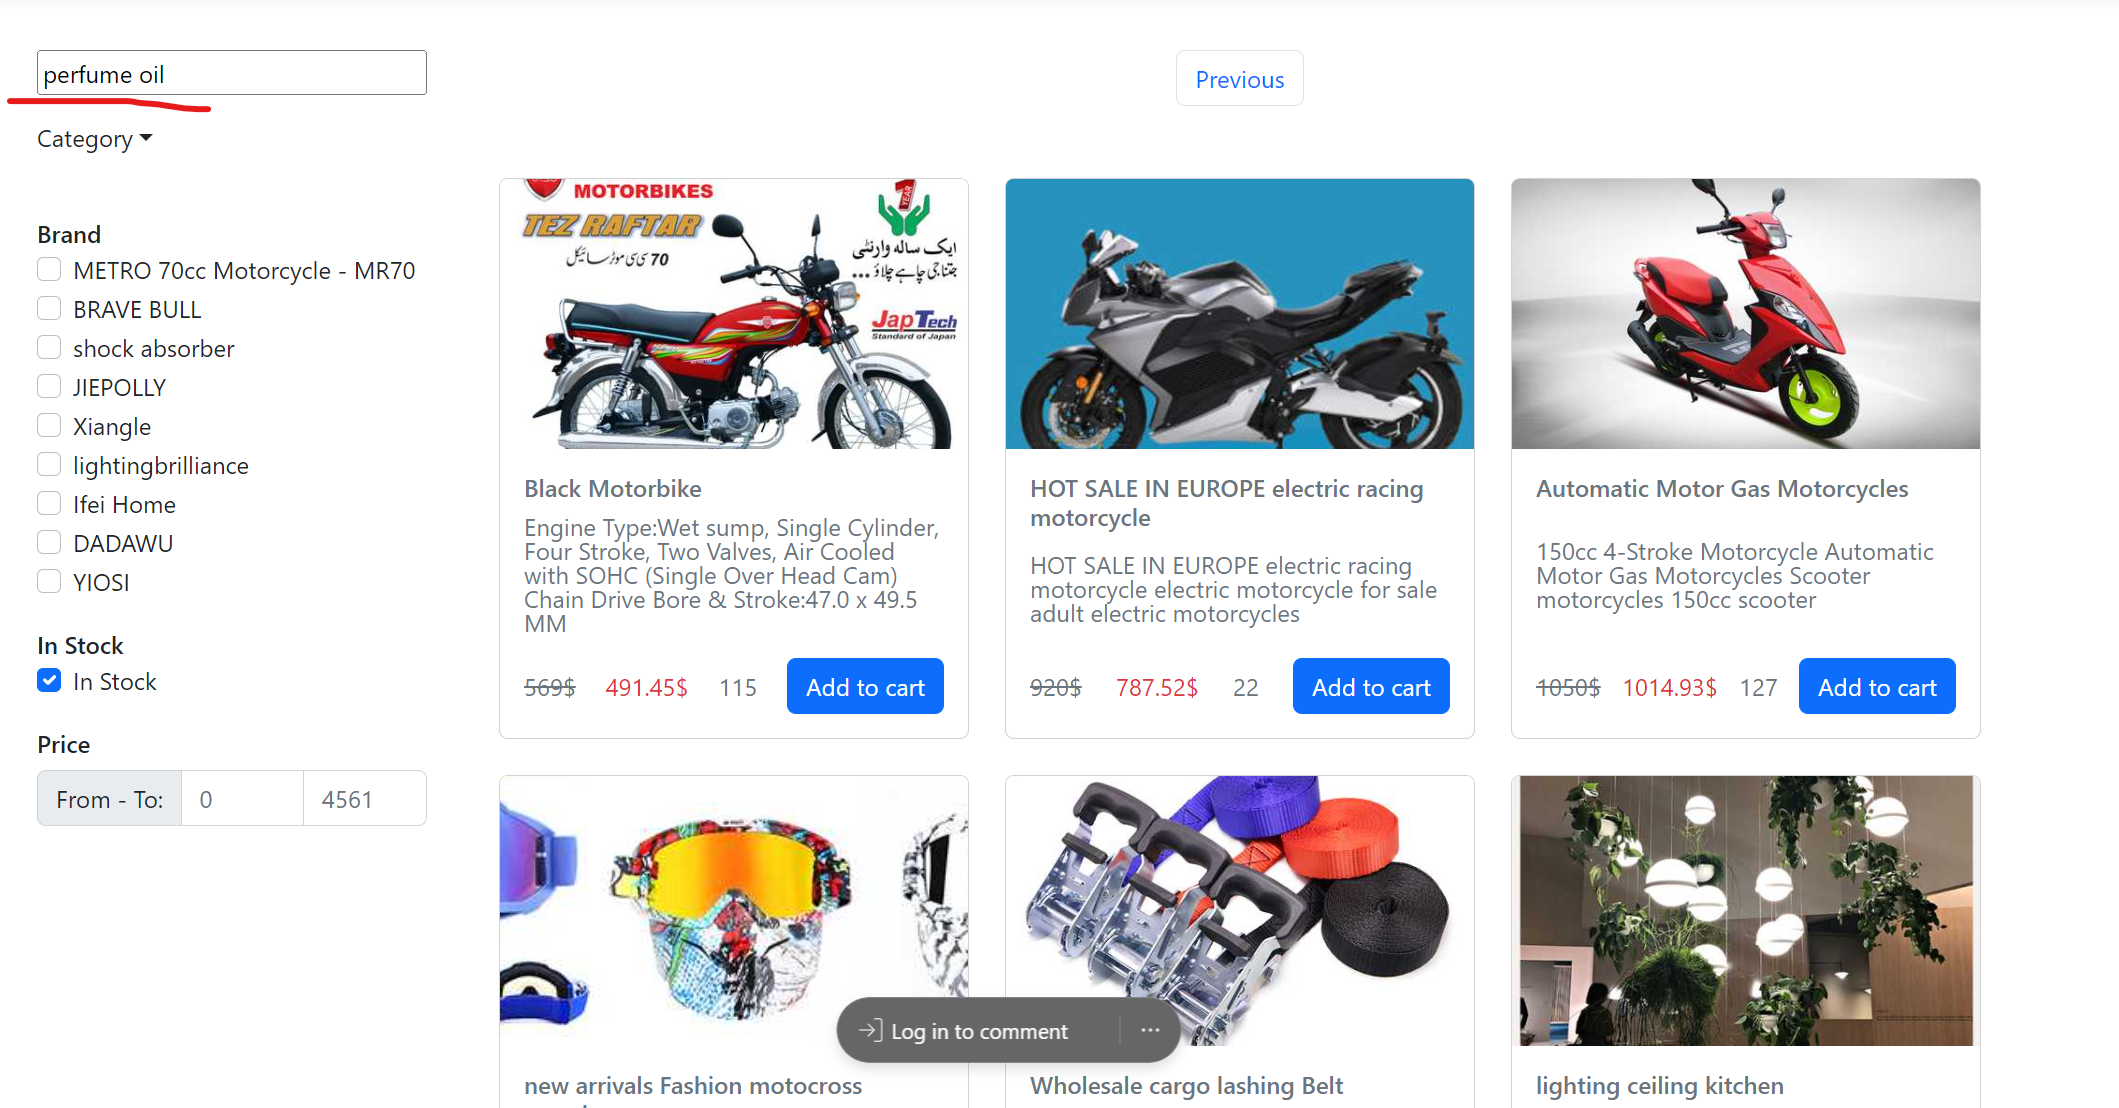 perfume oil
Previous
Category
Brand
METRO 70cc Motorcycle - MR70
BRAVE BULL
shock absorber
JIEPOLLY
Xiangle
lightingbrilliance
Ifei Home
DADAWU
YIOSI
In Stock
In Stock
Price
From - To: 0 4561
MOTORBIKES
TEZ RAFTAR
70 سی سی موٹرسائیکل
1 YEAR
ایک سالہ وارنٹی
جتنا جی چاہے چلاؤ ...
JapTech
Standard of Japan
Black Motorbike
Engine Type:Wet sump, Single Cylinder,
Four Stroke, Two Valves, Air Cooled
with SOHC (Single Over Head Cam)
Chain Drive Bore & Stroke:47.0 x 49.5
MM
569$ 491.45$ 115 Add to cart
HOT SALE IN EUROPE electric racing
motorcycle
HOT SALE IN EUROPE electric racing
motorcycle electric motorcycle for sale
adult electric motorcycles
920$ 787.52$ 22 Add to cart
Automatic Motor Gas Motorcycles
150cc 4-Stroke Motorcycle Automatic
Motor Gas Motorcycles Scooter
motorcycles 150cc scooter
1050$ 1014.93$ 127 Add to cart
new arrivals Fashion motocross
Wholesale cargo lashing Belt
lighting ceiling kitchen
Log in to comment